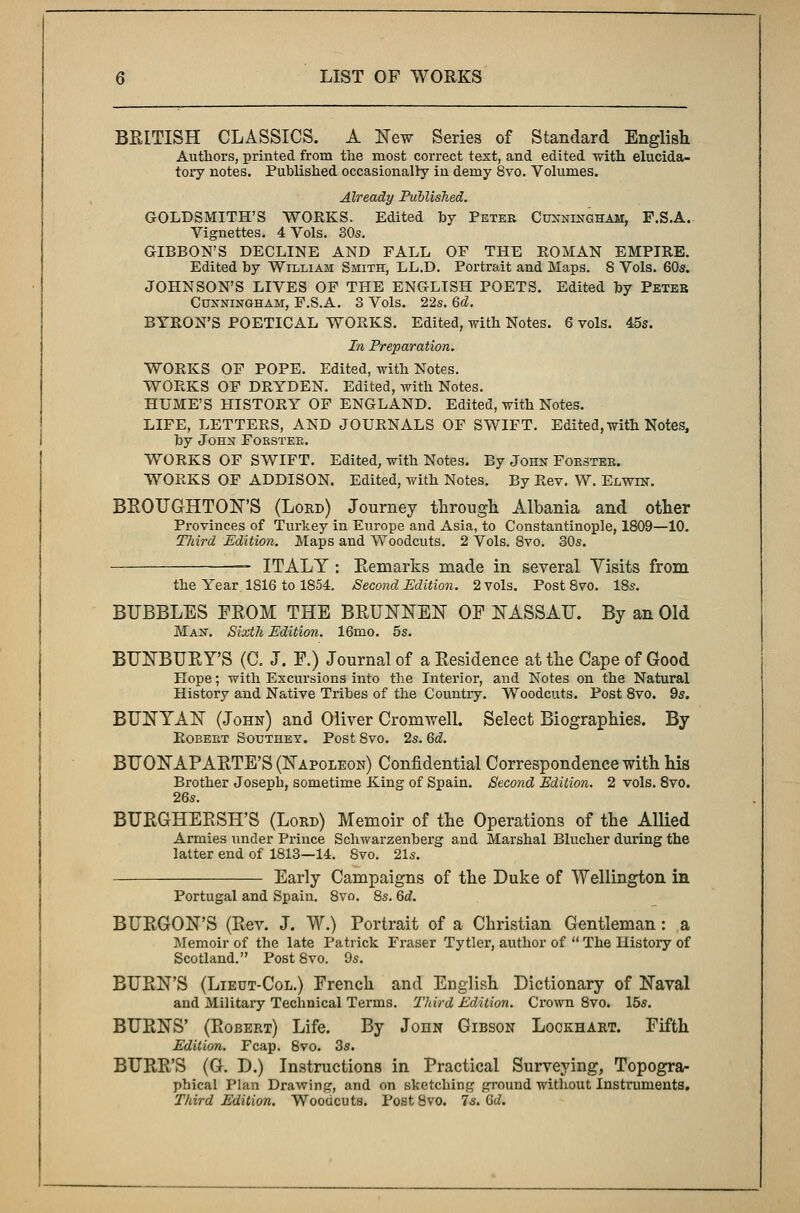 6 LIST OF WORKS
BRITISH CLASSICS. A New Series of Standard English
Authors, printed from the most correct text, and edited with elucida-
tory notes. Published occasionally in demy 8vo. Volumes.
Already Published.
GOLDSMITH'S WORKS. Edited by PETER CUNNINGHAM, F.S.A.
Vignettes. 4 Vols. 30s.
GIBBON'S DECLINE AND FALL OF THE ROMAN EMPIRE.
Edited by WILLIAM SMITH, LL.D. Portrait and Maps. 8 Vols. 60s.
JOHNSON'S LIVES OF THE ENGLISH POETS. Edited by PETER
CUNNINGHAM, F.S.A. 3 Vols. 22s. 6d.
BYRON'S POETICAL WORKS. Edited, with Notes. 6 vols. 45s.
In Preparation.
WORKS OF POPE. Edited, with Notes.
WORKS OF DRYDEN. Edited, with Notes.
HUME'S HISTORY OF ENGLAND. Edited, with Notes.
LIFE, LETTERS, AND JOURNALS OF SWIFT. Edited, with Notes,
by JOHN FORSTER.
WORKS OF SWIFT. Edited, with Notes. By JOHN FORSTER.
WORKS OF ADDISON. Edited, with Notes. By Rev. W. ELWIN.
BROUGHTON'S (LORD) Journey through Albania and other
Provinces of Turkey in Europe and Asia, to Constantinople, 1809—10.
Third Edition. Maps and Woodcuts. 2 Vols. 8vo. 30s.
——— ITALY: Remarks made in several Visits from
the Year 1816 to 1854. Second Edition. 2 vols. Post 8vo. 18s.
BUBBLES FROM THE BRUNNEN OF NASSAU. By an Old
MAN. Sixth Edition. 16mo. 5s.
BUNBURY'S (C. J. F.) Journal of a Residence at the Cape of Good
Hope; with Excursions into the Interior, and Notes on the Natural
History and Native Tribes of the Country. Woodcuts. Post 8vo. 9s.
BUNYAN (JOHN) and Oliver Cromwell. Select Biographies. By
ROBERT SOUTHEY. Post 8vo. 2s. 6d.
BUONAPARTE'S (NAPOLEON) Confidential Correspondence with his
Brother Joseph, sometime King of Spain. Second Edition. 2 vols. 8vo.
26s.
BURGHERSH'S (LORD) Memoir of the Operations of the Allied
Armies under Prince Schwarzenberg and Marshal Blucher during the
latter end of 1813—14. 8vo. 21s.
——— Early Campaigns of the Duke of Wellington in
Portugal and Spain. 8vo. 8s. 6d.
BURGON'S (Rev. J. W.) Portrait of a Christian Gentleman: a
Memoir of the late Patrick Fraser Tytler, author of "The History of
Scotland." Post 8vo. 9s.
BURN'S (LIEUT-COL.) French and English Dictionary of Naval
and Military Technical Terms. Third Edition. Crown 8vo. 15s.
BURNS' (ROBERT) Life. By JOHN GIBSON LOCKHART. Fifth
Edition. Fcap. 8vo. 3s.
BURR'S (G. D.) Instructions in Practical Surveying, Topogra-
phical Plan Drawing, and on sketching ground without Instruments.
Third Edition. Woodcuts. Post 8vo. 7s. 6d.